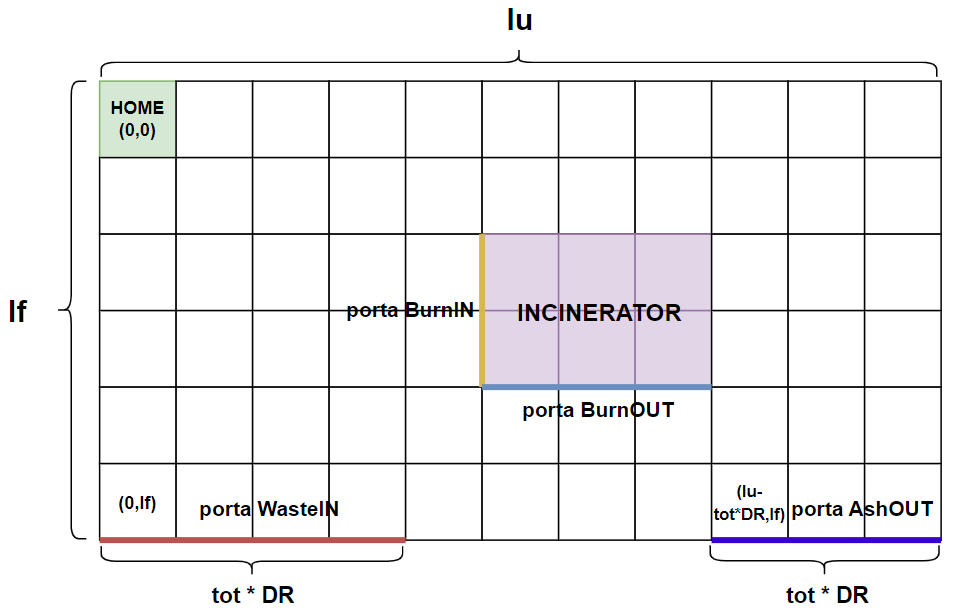 lu
HOME
(0,0)
lf
porta BurnIN
INCINERATOR
porta BurnOUT
(0,lf)
porta WasteIN
(lu-
tot*DR,lf)
porta AshOUT
tot * DR
tot * DR